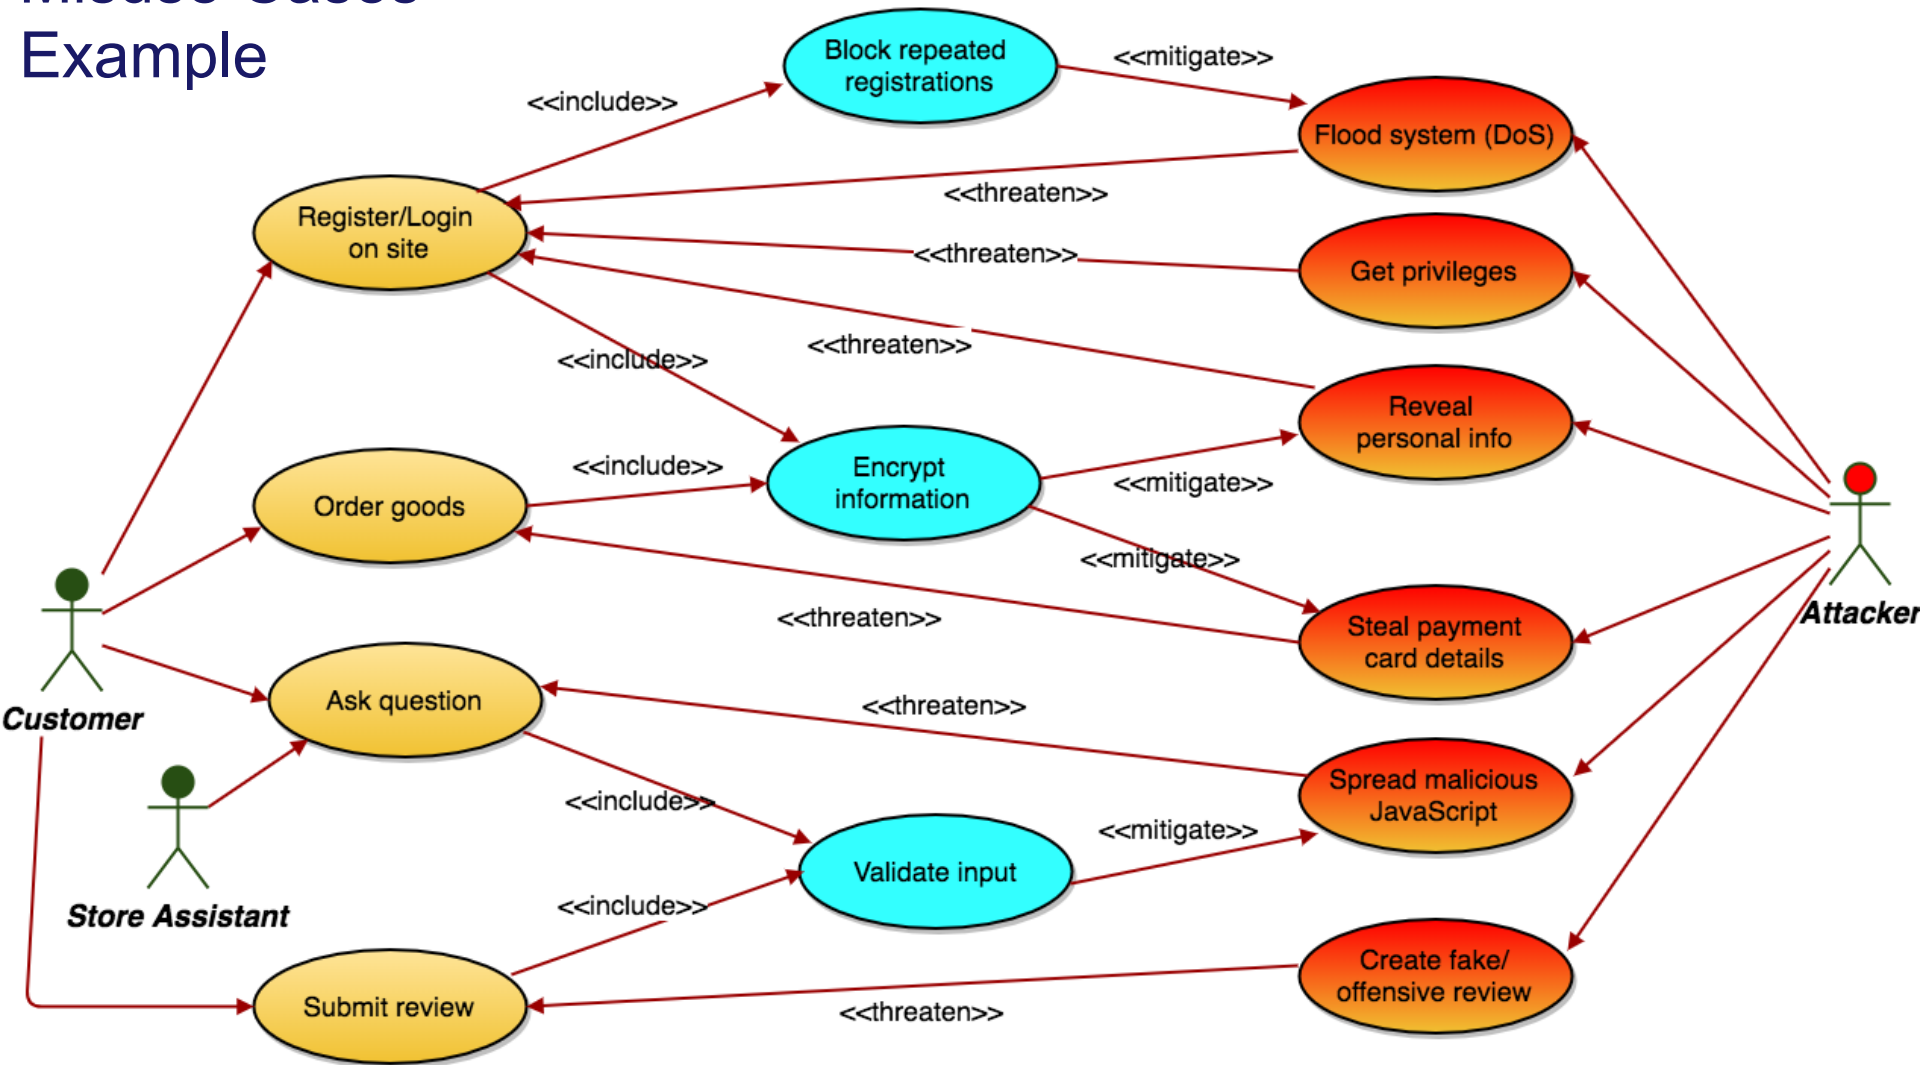 Misuse Cases
Example
Block repeated
registrations
<<mitigate>>
<<include>>
Flood system (DoS)
<<threaten>>
Register/Login
on site
<<threaten>>
Get privileges
<<threaten>>
<<include>>
Reveal
personal info
Encrypt
information
<<include>>
<<mitigate>>
Order goods
<<mitigate>>
<<threaten>>
Steal payment
card details
Attacker
Ask question
<<threaten>>
Customer
Spread malicious
JavaScript
<<include>>
<<mitigate>>
Validate input
<<include>>
Store Assistant
Create fake/
offensive review
Submit review
<<threaten>>